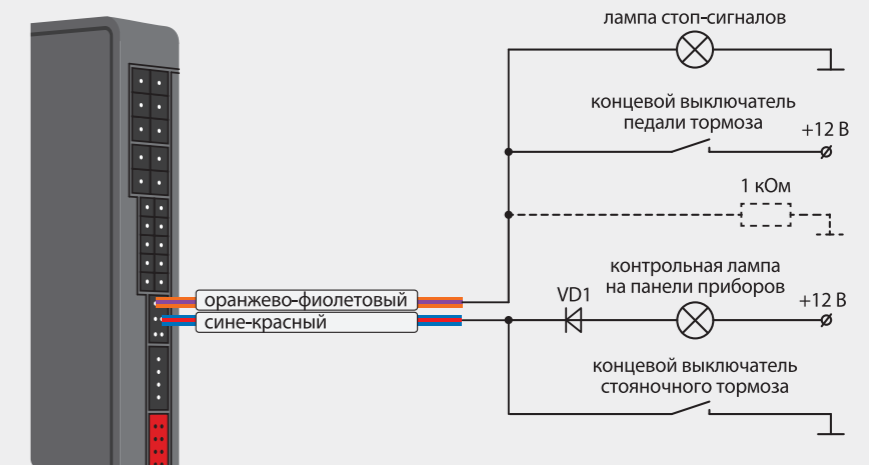 лампа стоп-сигналов
концевой выключатель
педали тормоза
+12 В
1 кОм
контрольная лампа
на панели приборов
VD1
+12 В
оранжево-фиолетовый
сине-красный
концевой выключатель
стояночного тормоза